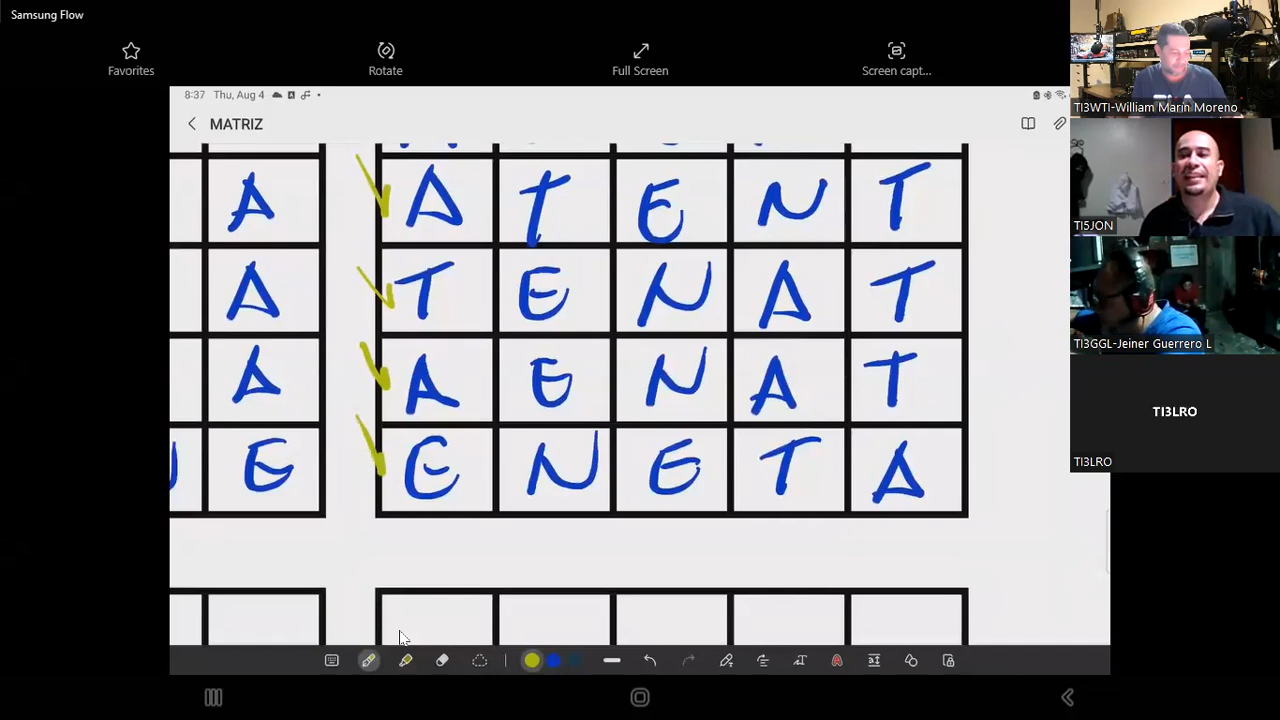 Samsung Flow
Favorites
Rotate
Full Screen
Screen capt...
8:37 Thu, Aug 4
MATRIZ
A A T E N T
A T E N A T
A A E N A T
E E N E T A
TI3WTI-William Marin Moreno
TI5JON
TI3GGL-Jeiner Guerrero L
TI3LRO
TI3LRO